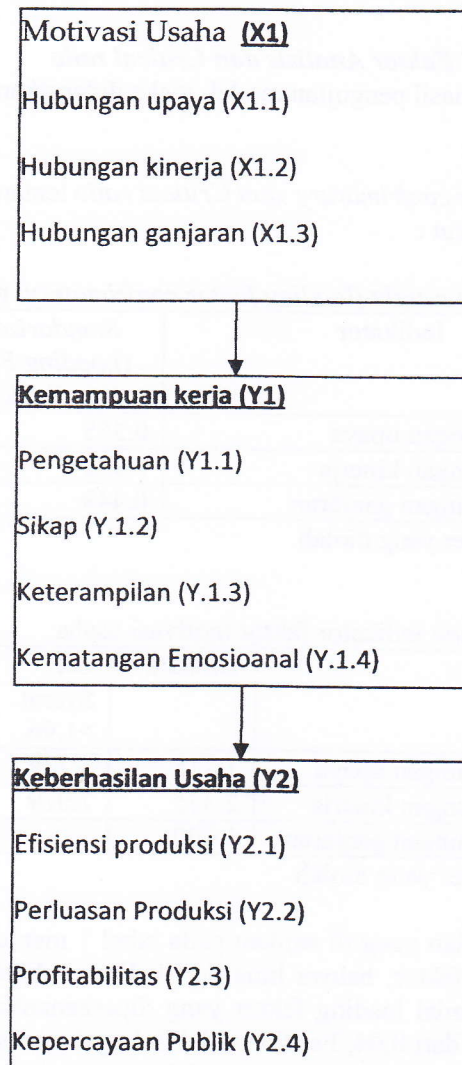 Motivasi Usaha (X1)
Hubungan upaya (X1.1)
Hubungan kinerja (X1.2)
Hubungan ganjaran (X1.3)
Kemampuan kerja (Y1)
Pengetahuan (Y1.1)
Sikap (Y.1.2)
Keterampilan (Y.1.3)
Kematangan Emosioanal (Y.1.4)
Keberhasilan Usaha (Y2)
Efisiensi produksi (Y2.1)
Perluasan Produksi (Y2.2)
Profitabilitas (Y2.3)
Kepercayaan Publik (Y2.4)